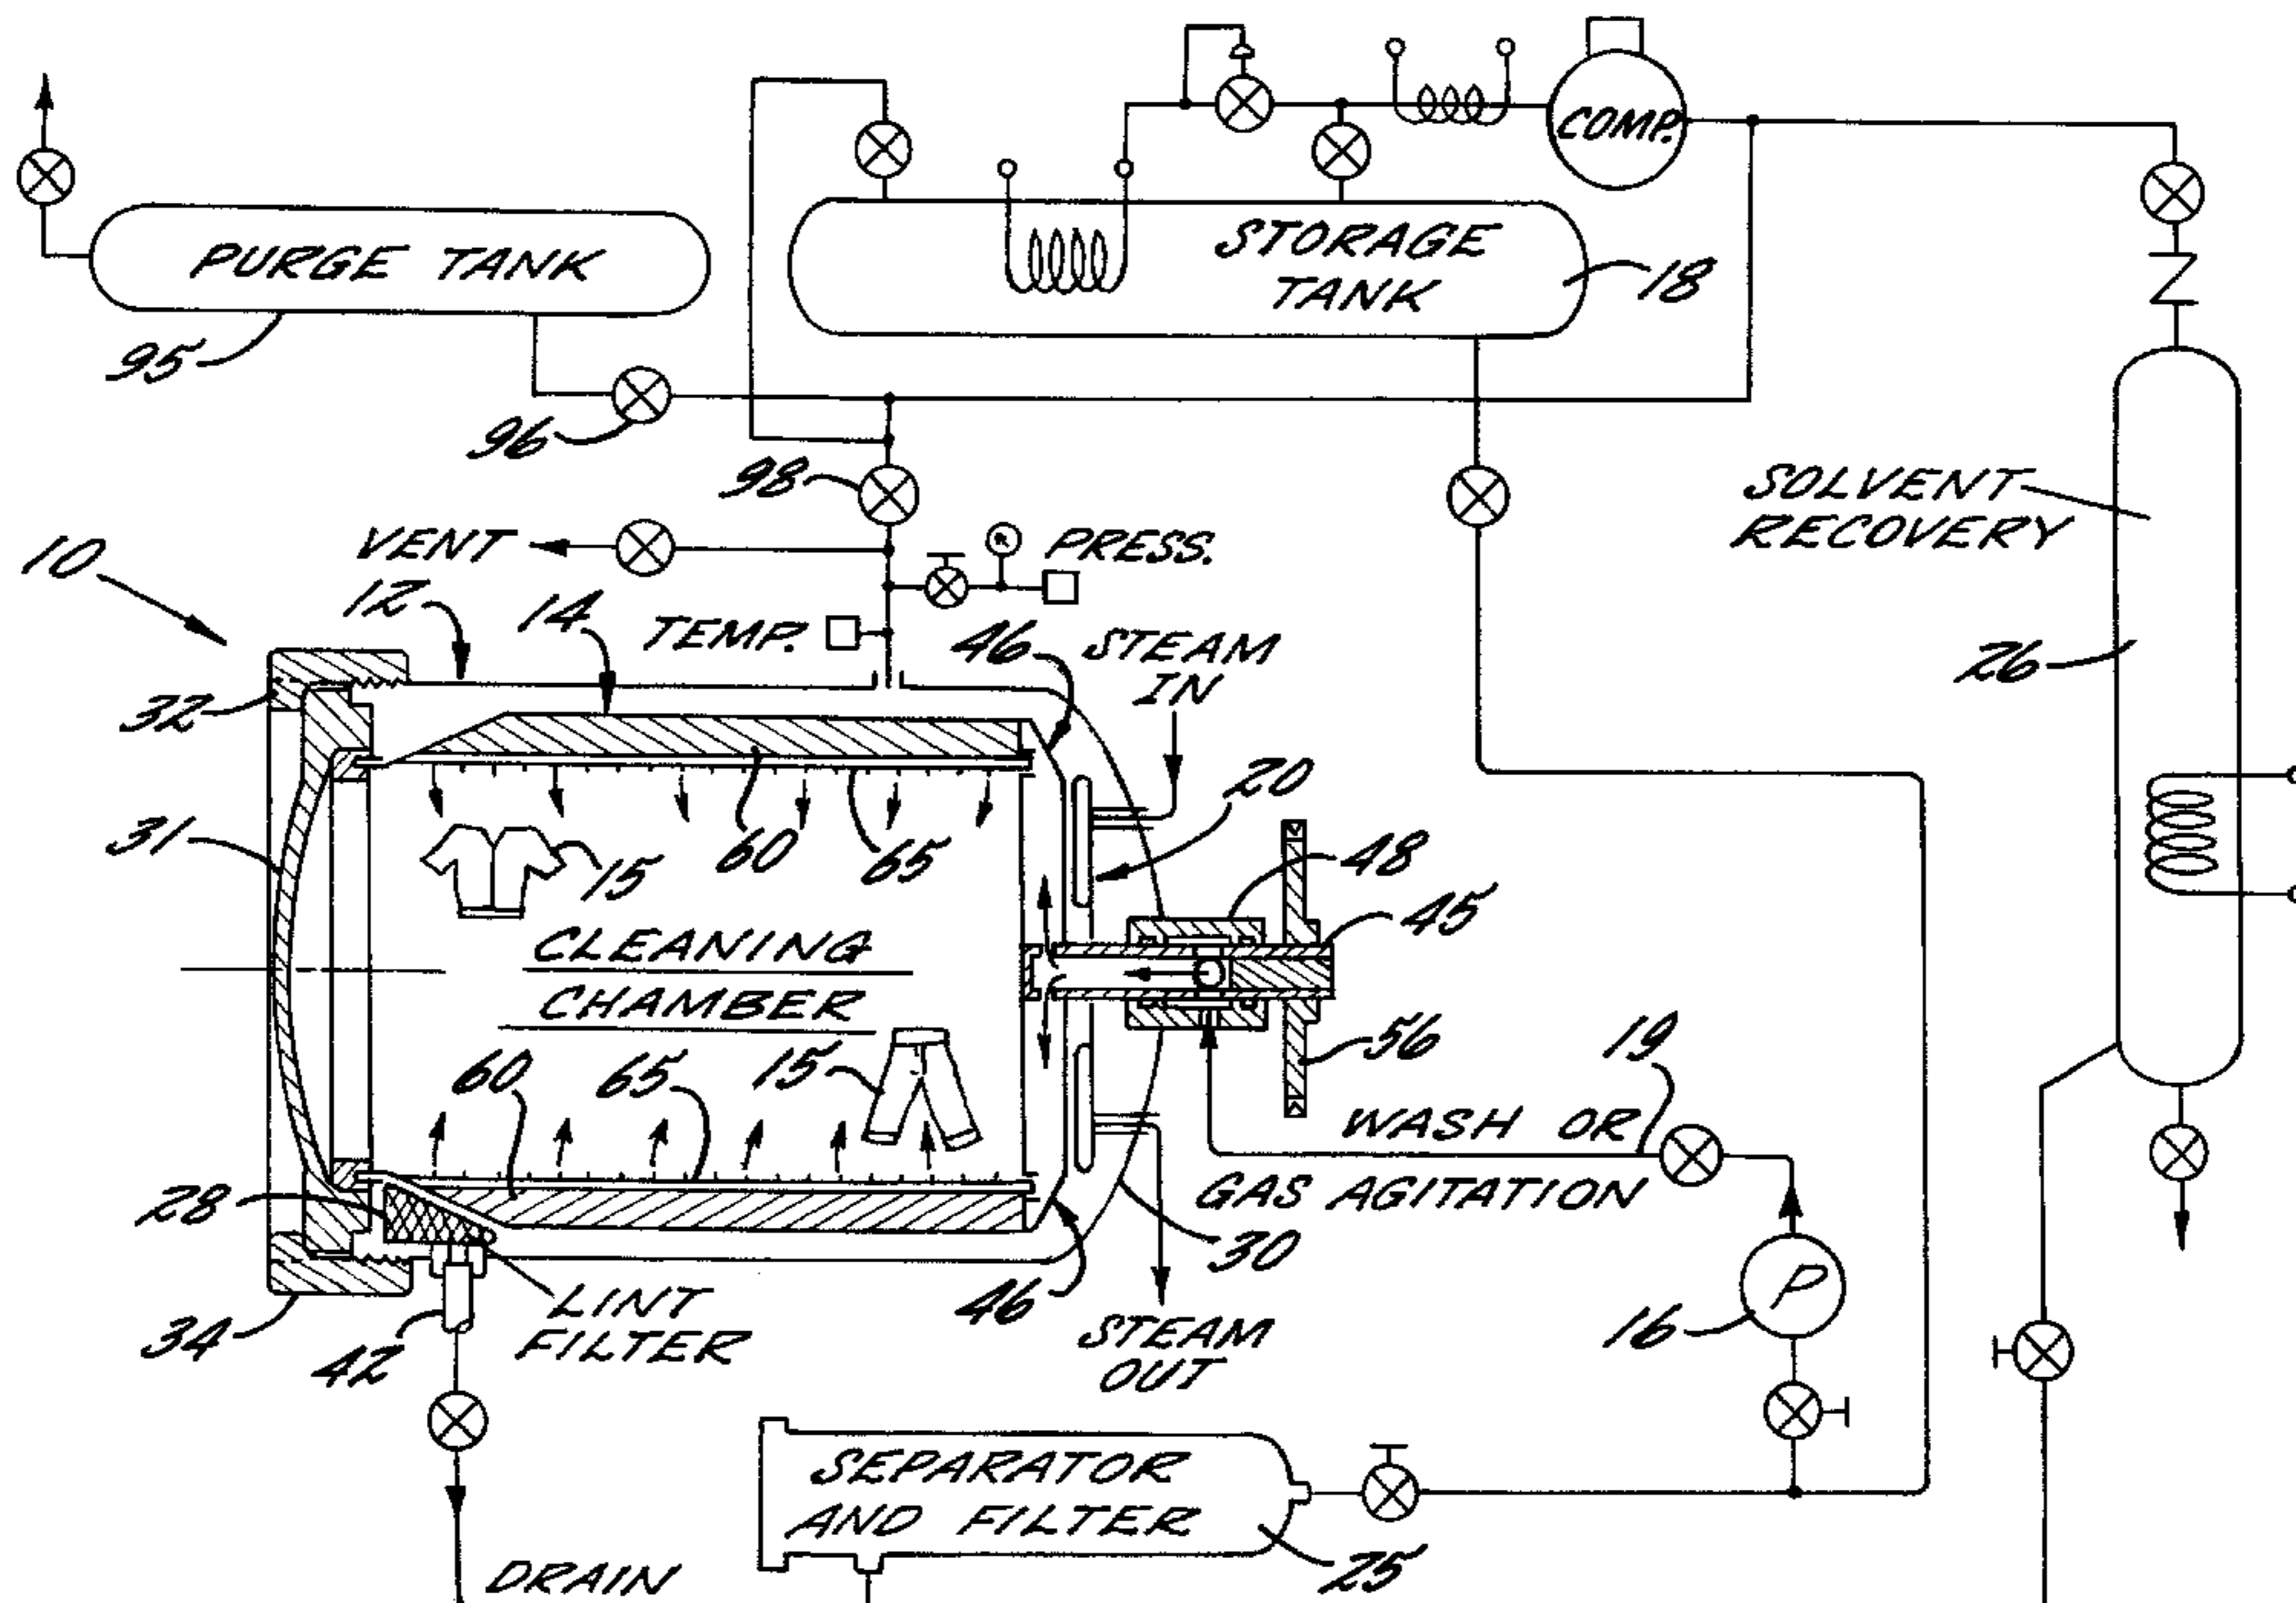 COMP.
PURGE TANK
STORAGE
TANK
18
95
96
98
SOLVENT
RECOVERY
10
VENT
PRESS.
12
14
TEMP.
46
STEAM
IN
26
32
20
31
15
60
65
48
45
CLEANING
CHAMBER
56
19
60
65
15
WASH OR
GAS AGITATION
28
30
LINT
FILTER
46
34
42
STEAM
OUT
16
P
SEPARATOR
AND FILTER
25
DRAIN